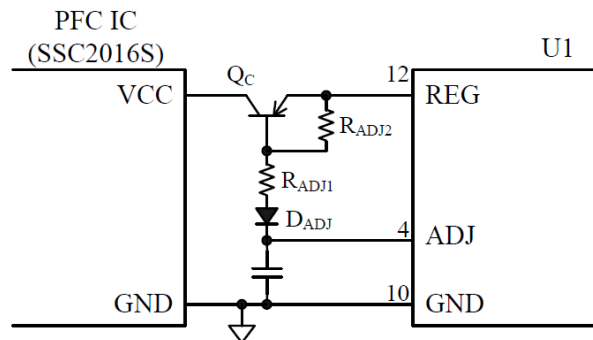 PFC IC
(SSC2016S)
U1
QC
12
VCC
REG
RADJ2
RADJ1
DADJ
4
ADJ
GND
10
GND